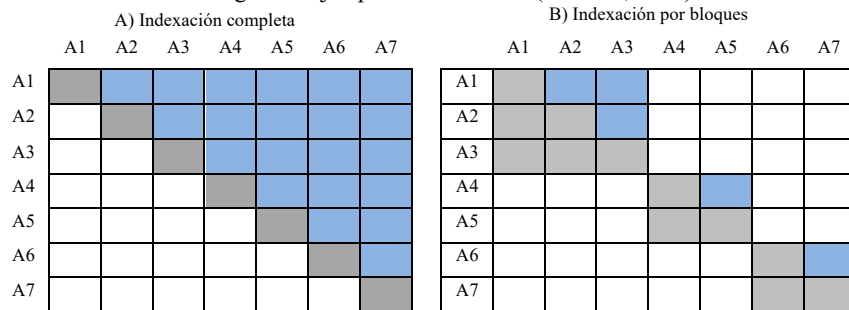 A) Indexación completa
B) Indexación por bloques
A1 A2 A3 A4 A5 A6 A7
A1 A2 A3 A4 A5 A6 A7
A1
A2
A3
A4
A5
A6
A7
A1
A2
A3
A4
A5
A6
A7